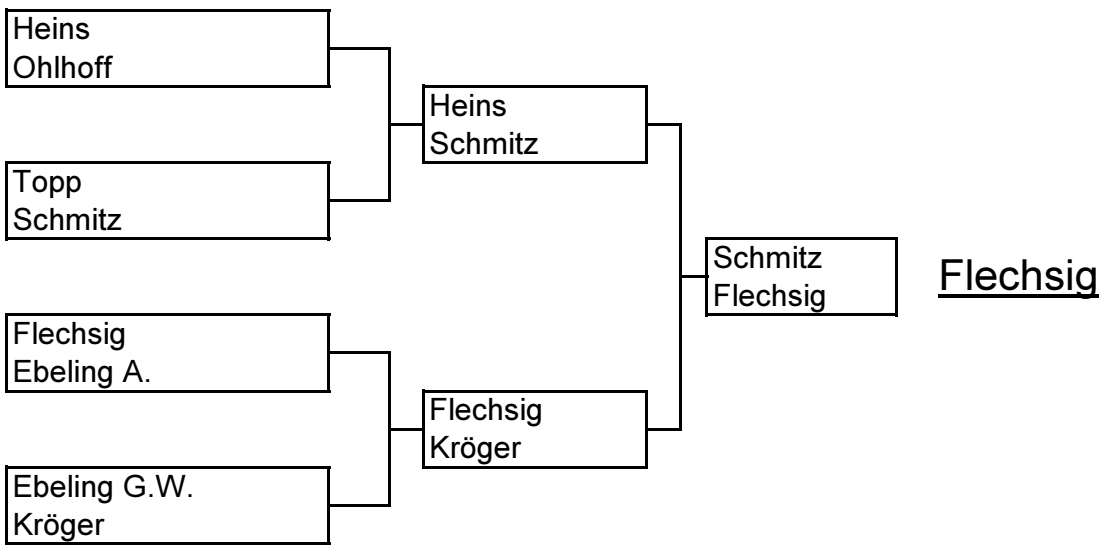 Heins
Ohlhoff
Topp
Schmitz
Flechsig
Ebeling A.
Ebeling G.W.
Kröger
Heins
Schmitz
Flechsig
Kröger
Schmitz
Flechsig
Flechsig